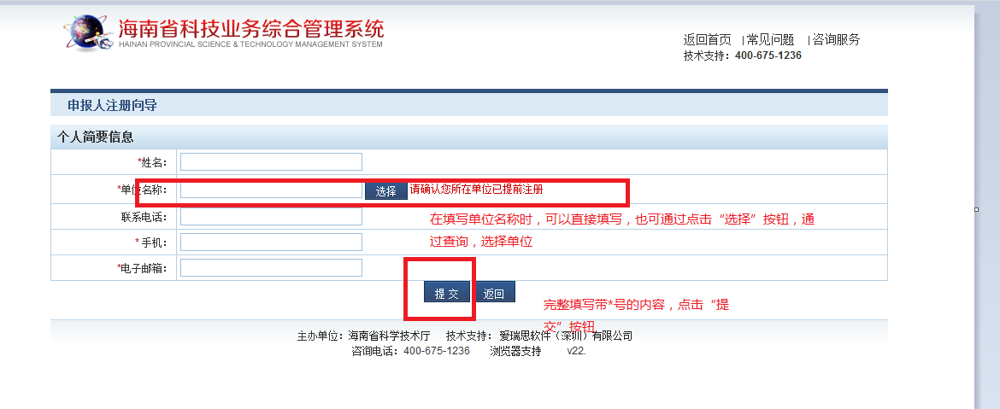 海南省科技业务综合管理系统
HAINAN PROVINCIAL SCIENCE & TECHNOLOGY MANAGEMENT SYSTEM
返回首页 |常见问题 |咨询服务
技术支持：400-675-1236
申报人注册向导
个人简要信息
*姓名：
*单位名称： 选择 请确认您所在单位已提前注册
联系电话：
在填写单位名称时，可以直接填写，也可通过点击“选择”按钮，通
过查询，选择单位
* 手机：
*电子邮箱：
提 交 返回
完整填写带*号的内容，点击“提
交”按钮
主办单位：海南省科学技术厅 技术支持：爱瑞思软件（深圳）有限公司
咨询电话：400-675-1236 浏览器支持 v22.